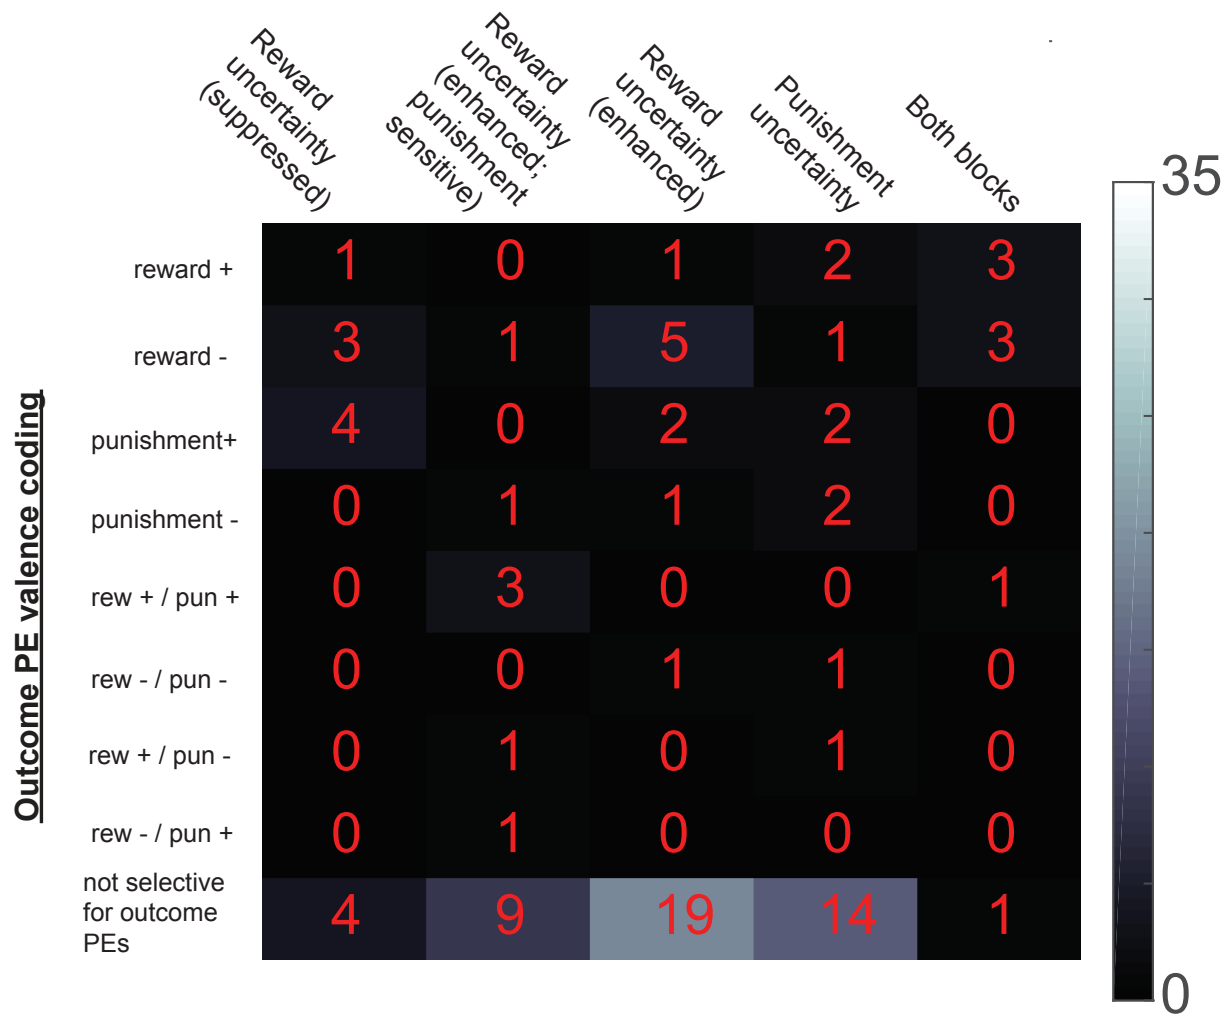 Reward
uncertainty
(suppressed)
Reward
uncertainty
(enhanced;
punishment
sensitive)
Reward
uncertainty
(enhanced)
Punishment
uncertainty
Both blocks
35
0
Outcome PE valence coding
reward + 1 0 1 2 3
reward - 3 1 5 1 3
punishment+ 4 0 2 2 0
punishment - 0 1 1 2 0
rew + / pun + 0 3 0 0 1
rew - / pun - 0 0 1 1 0
rew + / pun - 0 1 0 1 0
rew - / pun + 0 1 0 0 0
not selective
for outcome
PEs
4 9 19 14 1